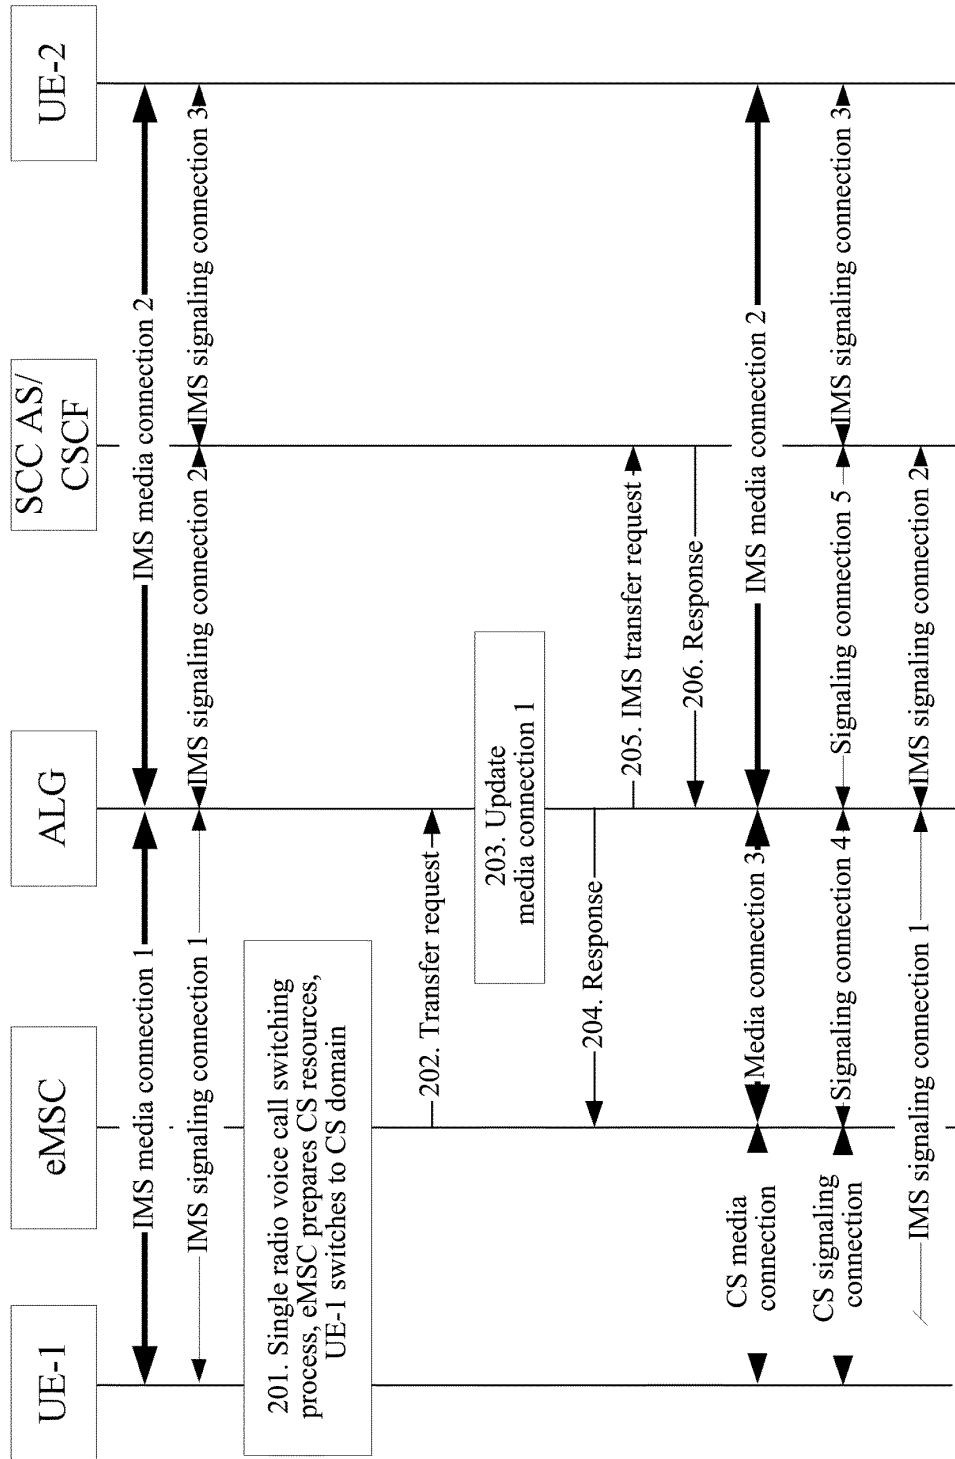 UE-1
eMSC
ALG
SCC AS/
CSCF
UE-2
IMS media connection 1
IMS media connection 2
IMS signaling connection 1
IMS signaling connection 2
IMS signaling connection 3
201. Single radio voice call switching
process, eMSC prepares CS resources,
UE-1 switches to CS domain
202. Transfer request
203. Update
media connection 1
204. Response
205. IMS transfer request
206. Response
CS media
connection
Media connection 3
IMS media connection 2
CS signaling
connection
Signaling connection 4
Signaling connection 5
IMS signaling connection 3
IMS signaling connection 1
IMS signaling connection 2